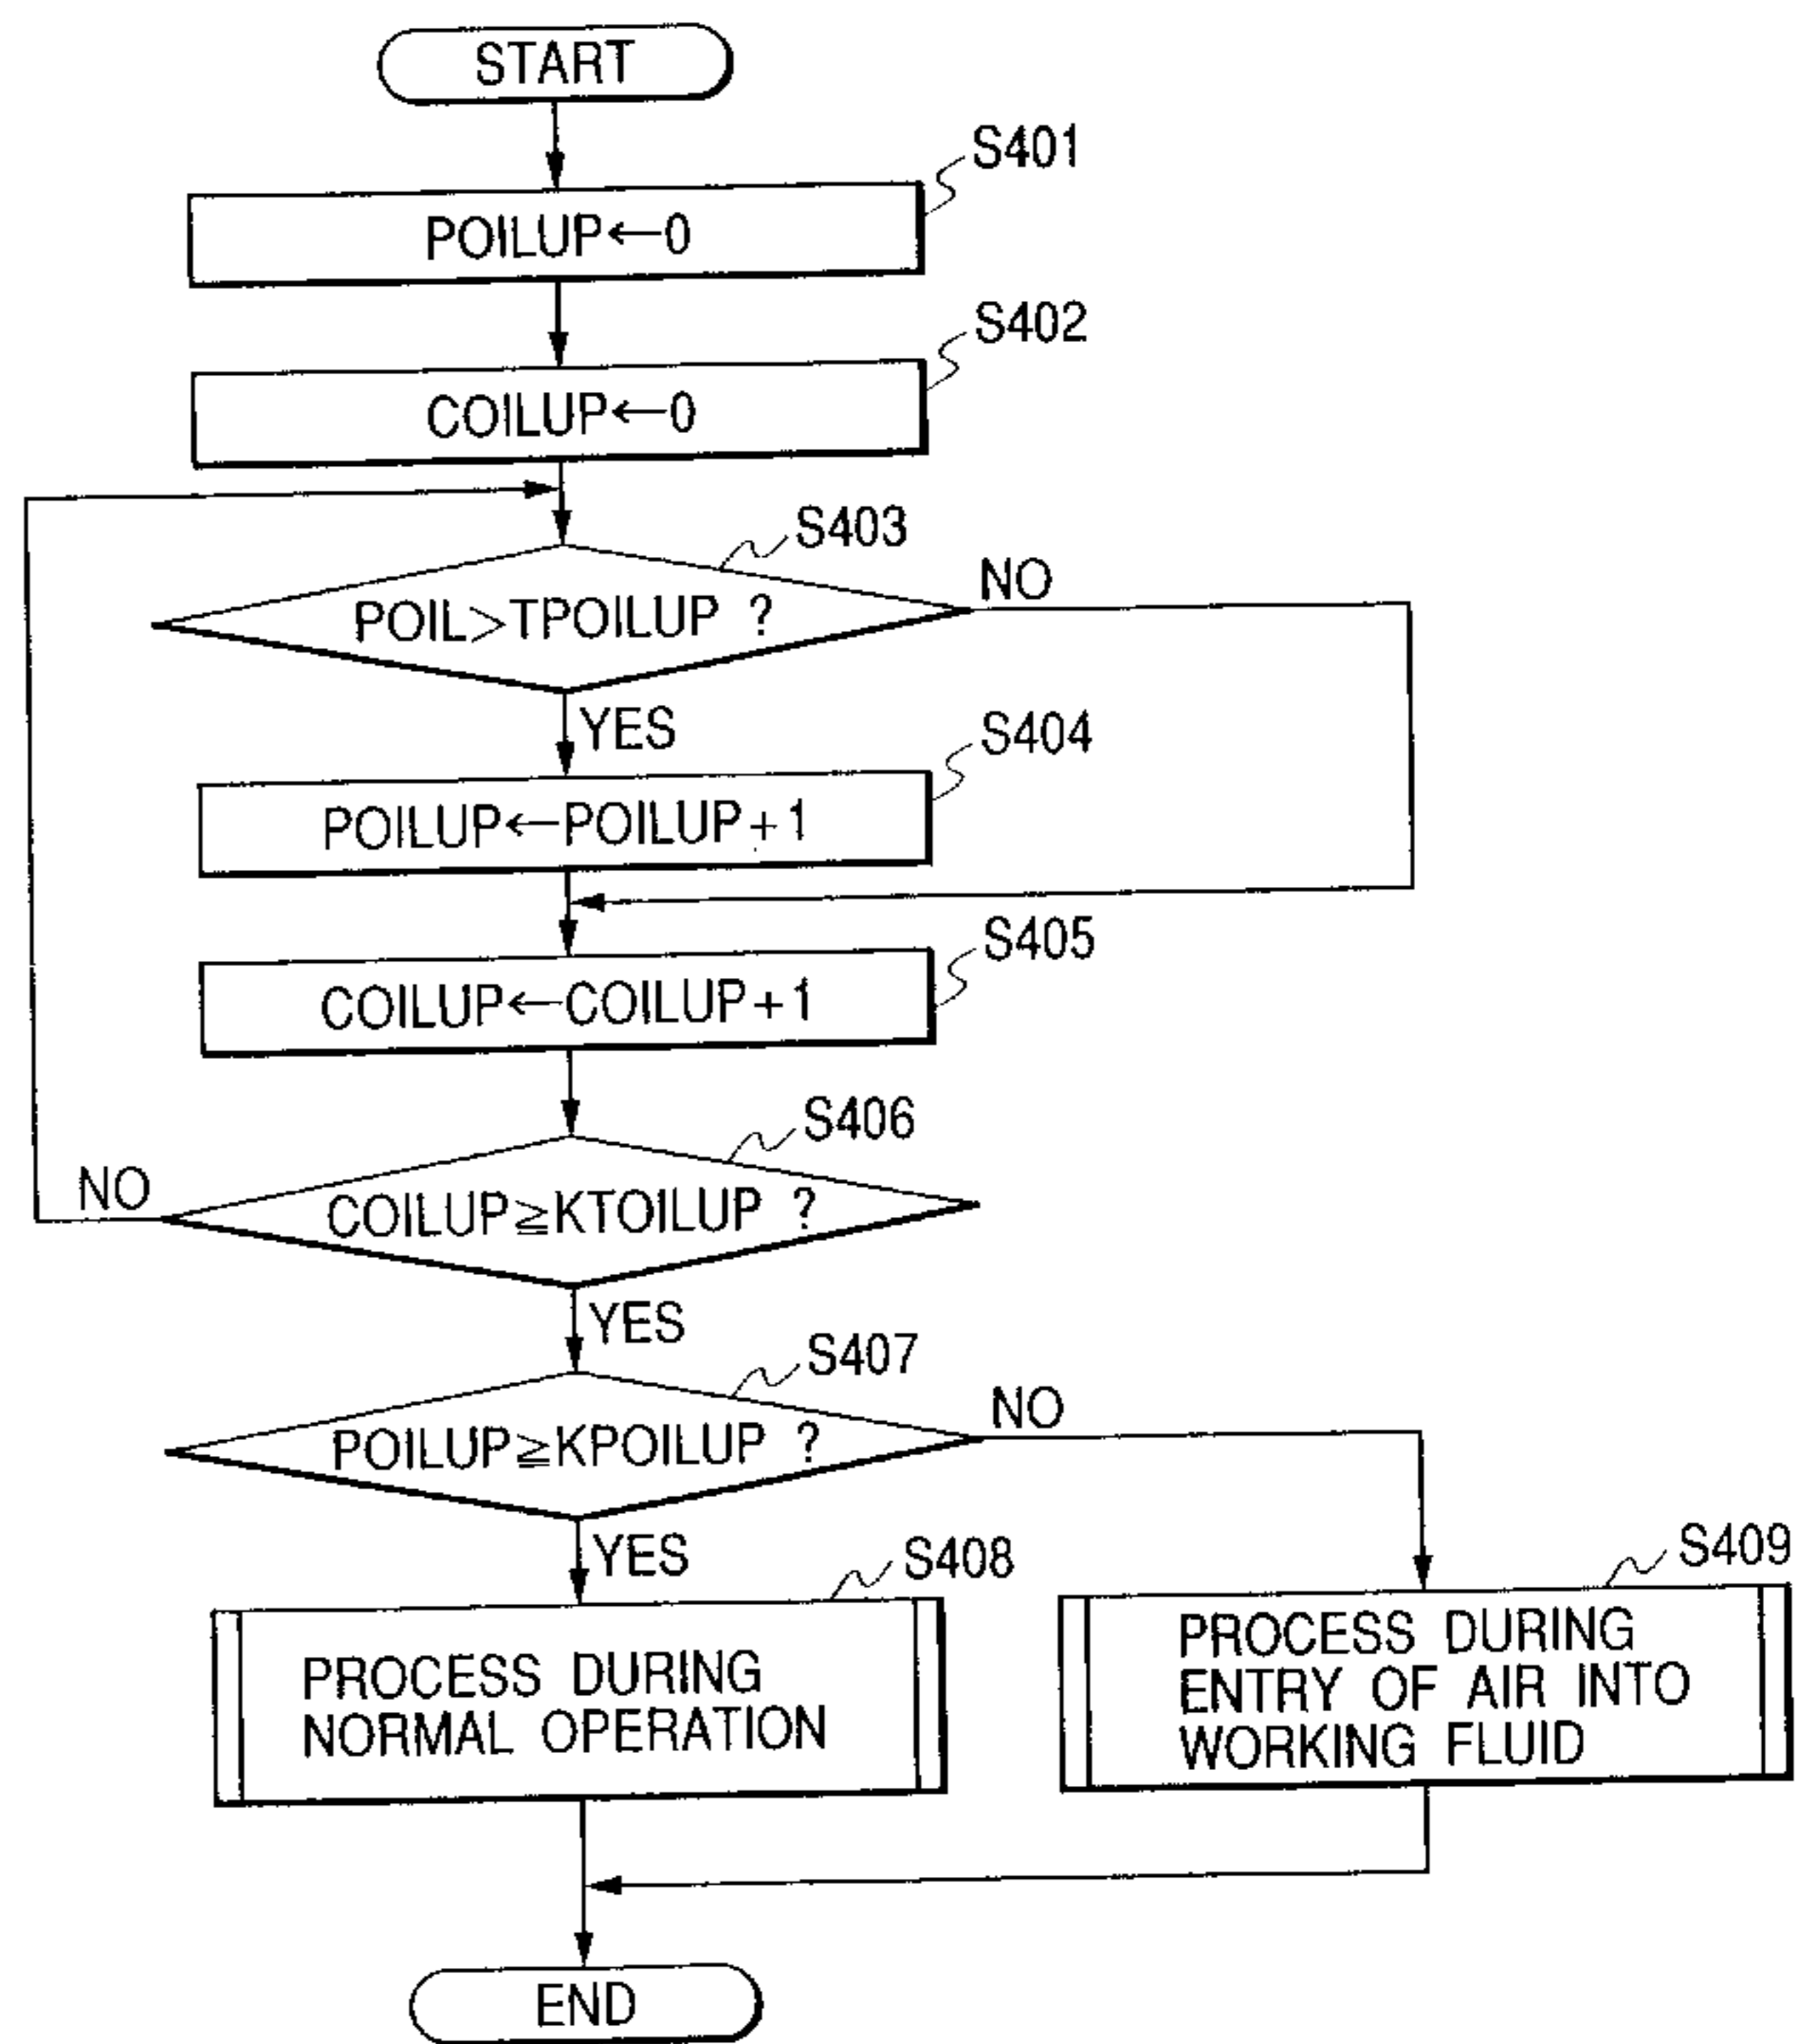 START
S401
POILUP←0
S402
COILUP←0
S403
POIL>TPOILUP ?
NO
YES
S404
POILUP←POILUP+1
S405
COILUP←COILUP+1
S406
NO
COILUP≧KTOILUP ?
YES
S407
POILUP≧KPOILUP ?
NO
YES
S408
PROCESS DURING
NORMAL OPERATION
S409
PROCESS DURING
ENTRY OF AIR INTO
WORKING FLUID
END